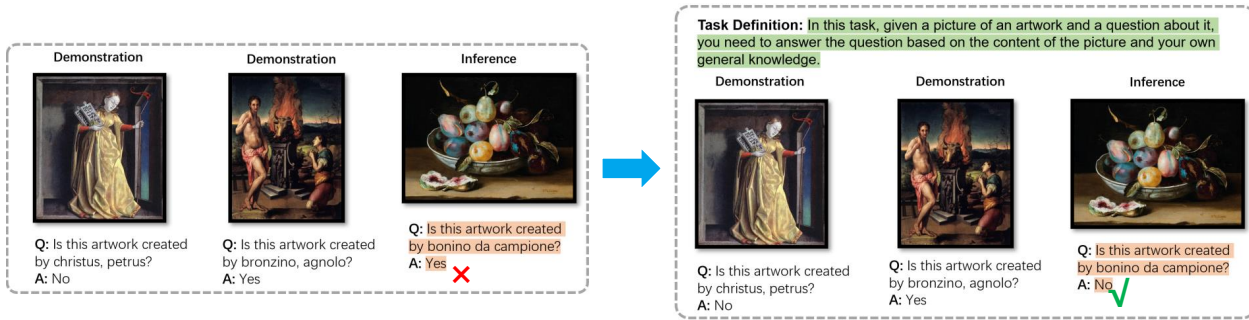 Demonstration
Demonstration
Inference
Q: Is this artwork created
by christus, petrus?
A: No
Q: Is this artwork created
by bronzino, agnolo?
A: Yes
Q: Is this artwork created
by bonino da campione?
A: Yes
Task Definition: In this task, given a picture of an artwork and a question about it,
you need to answer the question based on the content of the picture and your own
general knowledge.
Demonstration
Demonstration
Inference
Q: Is this artwork created
by christus, petrus?
A: No
Q: Is this artwork created
by bronzino, agnolo?
A: Yes
Q: Is this artwork created
by bonino da campione?
A: No